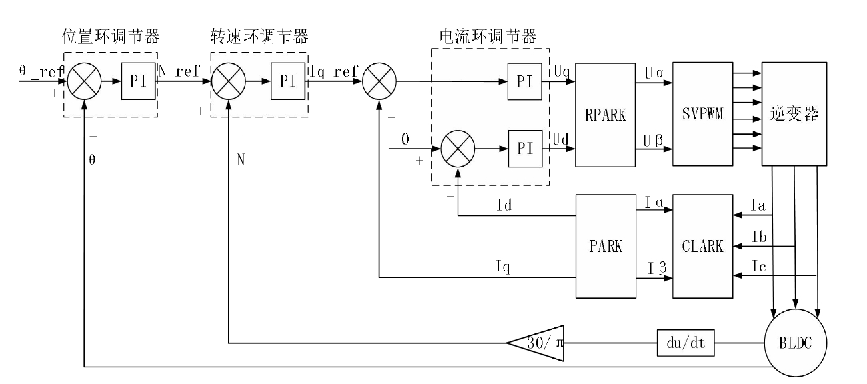 位置环调节器
转速环调节器
电流环调节器
θ_ref
+
PI
N_ref
+
PI
Iq_ref
PI
Uq
RPARK
Uα
SVPWM
逆变器
−
−
0
+
PI
Ud
Uβ
θ
N
−
Id
PARK
Iα
CLARK
Ia
Ib
Iq
Iβ
Ic
30/π
du/dt
BLDC